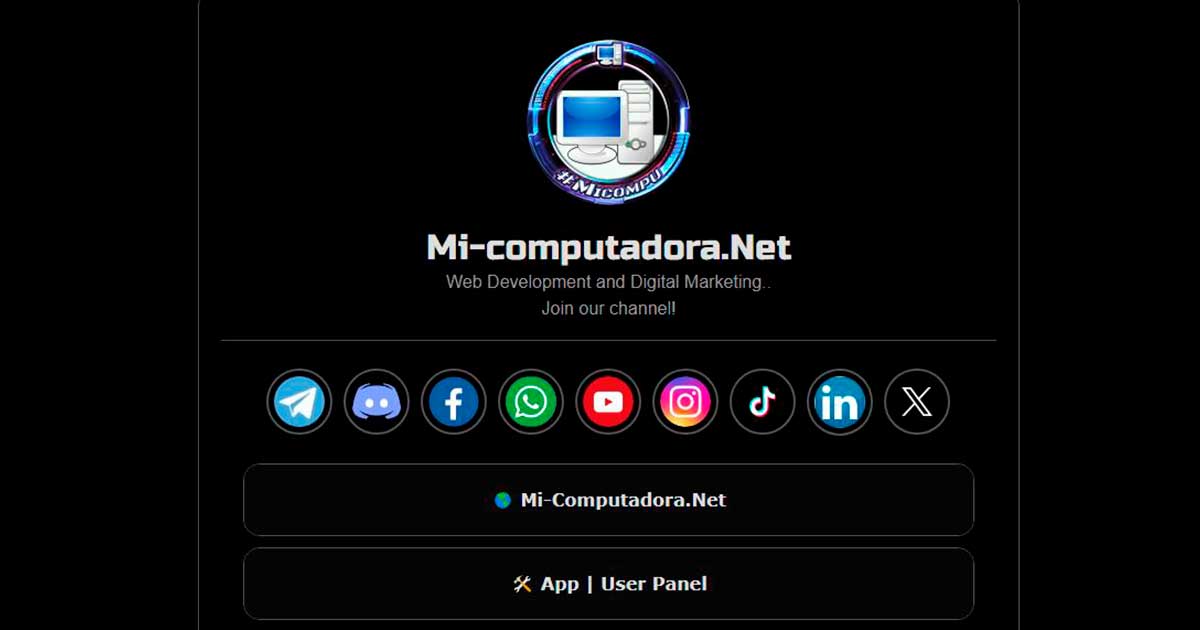 #MICOMPU
Mi-computadora.Net
Web Development and Digital Marketing..
Join our channel!
Mi-Computadora.Net
App | User Panel